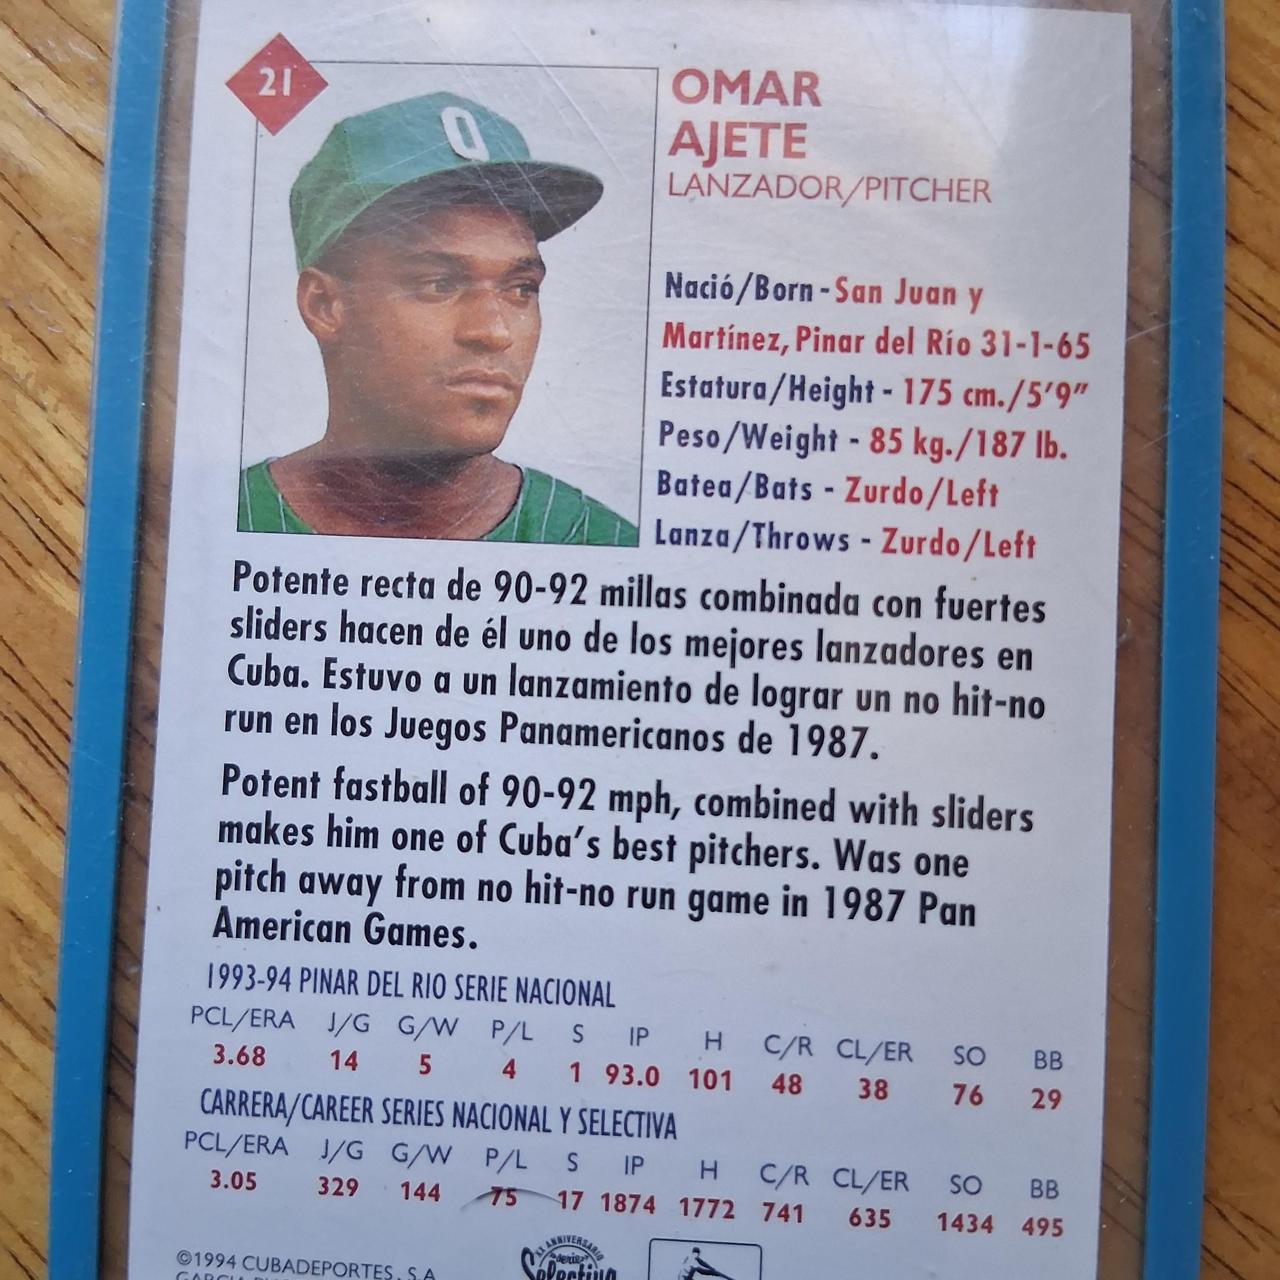 21
Q
OMAR
AJETE
LANZADOR/PITCHER
Nació/Born - San Juan y
Martínez, Pinar del Río 31-1-65
Estatura/Height - 175 cm./5'9"
Peso/Weight - 85 kg./187 lb.
Batea/Bats - Zurdo/Left
Lanza/Throws - Zurdo/Left
Potente recta de 90-92 millas combinada con fuertes
sliders hacen de él uno de los mejores lanzadores en
Cuba. Estuvo a un lanzamiento de lograr un no hit-no
run en los Juegos Panamericanos de 1987.
Potent fastball of 90-92 mph, combined with sliders
makes him one of Cuba's best pitchers. Was one
pitch away from no hit-no run game in 1987 Pan
American Games.
1993-94 PINAR DEL RIO SERIE NACIONAL
PCL/ERA J/G G/W P/L S IP H C/R CL/ER SO BB
3.68 14 5 4 1 93.0 101 48 38 76 29
CARRERA/CAREER SERIES NACIONAL Y SELECTIVA
PCL/ERA J/G G/W P/L S IP H C/R CL/ER SO BB
3.05 329 144 75 17 1874 1772 741 635 1434 495
XX ANNIVERSARIO
serie
Selectiva
©1994 CUBADEPORTES, S.A